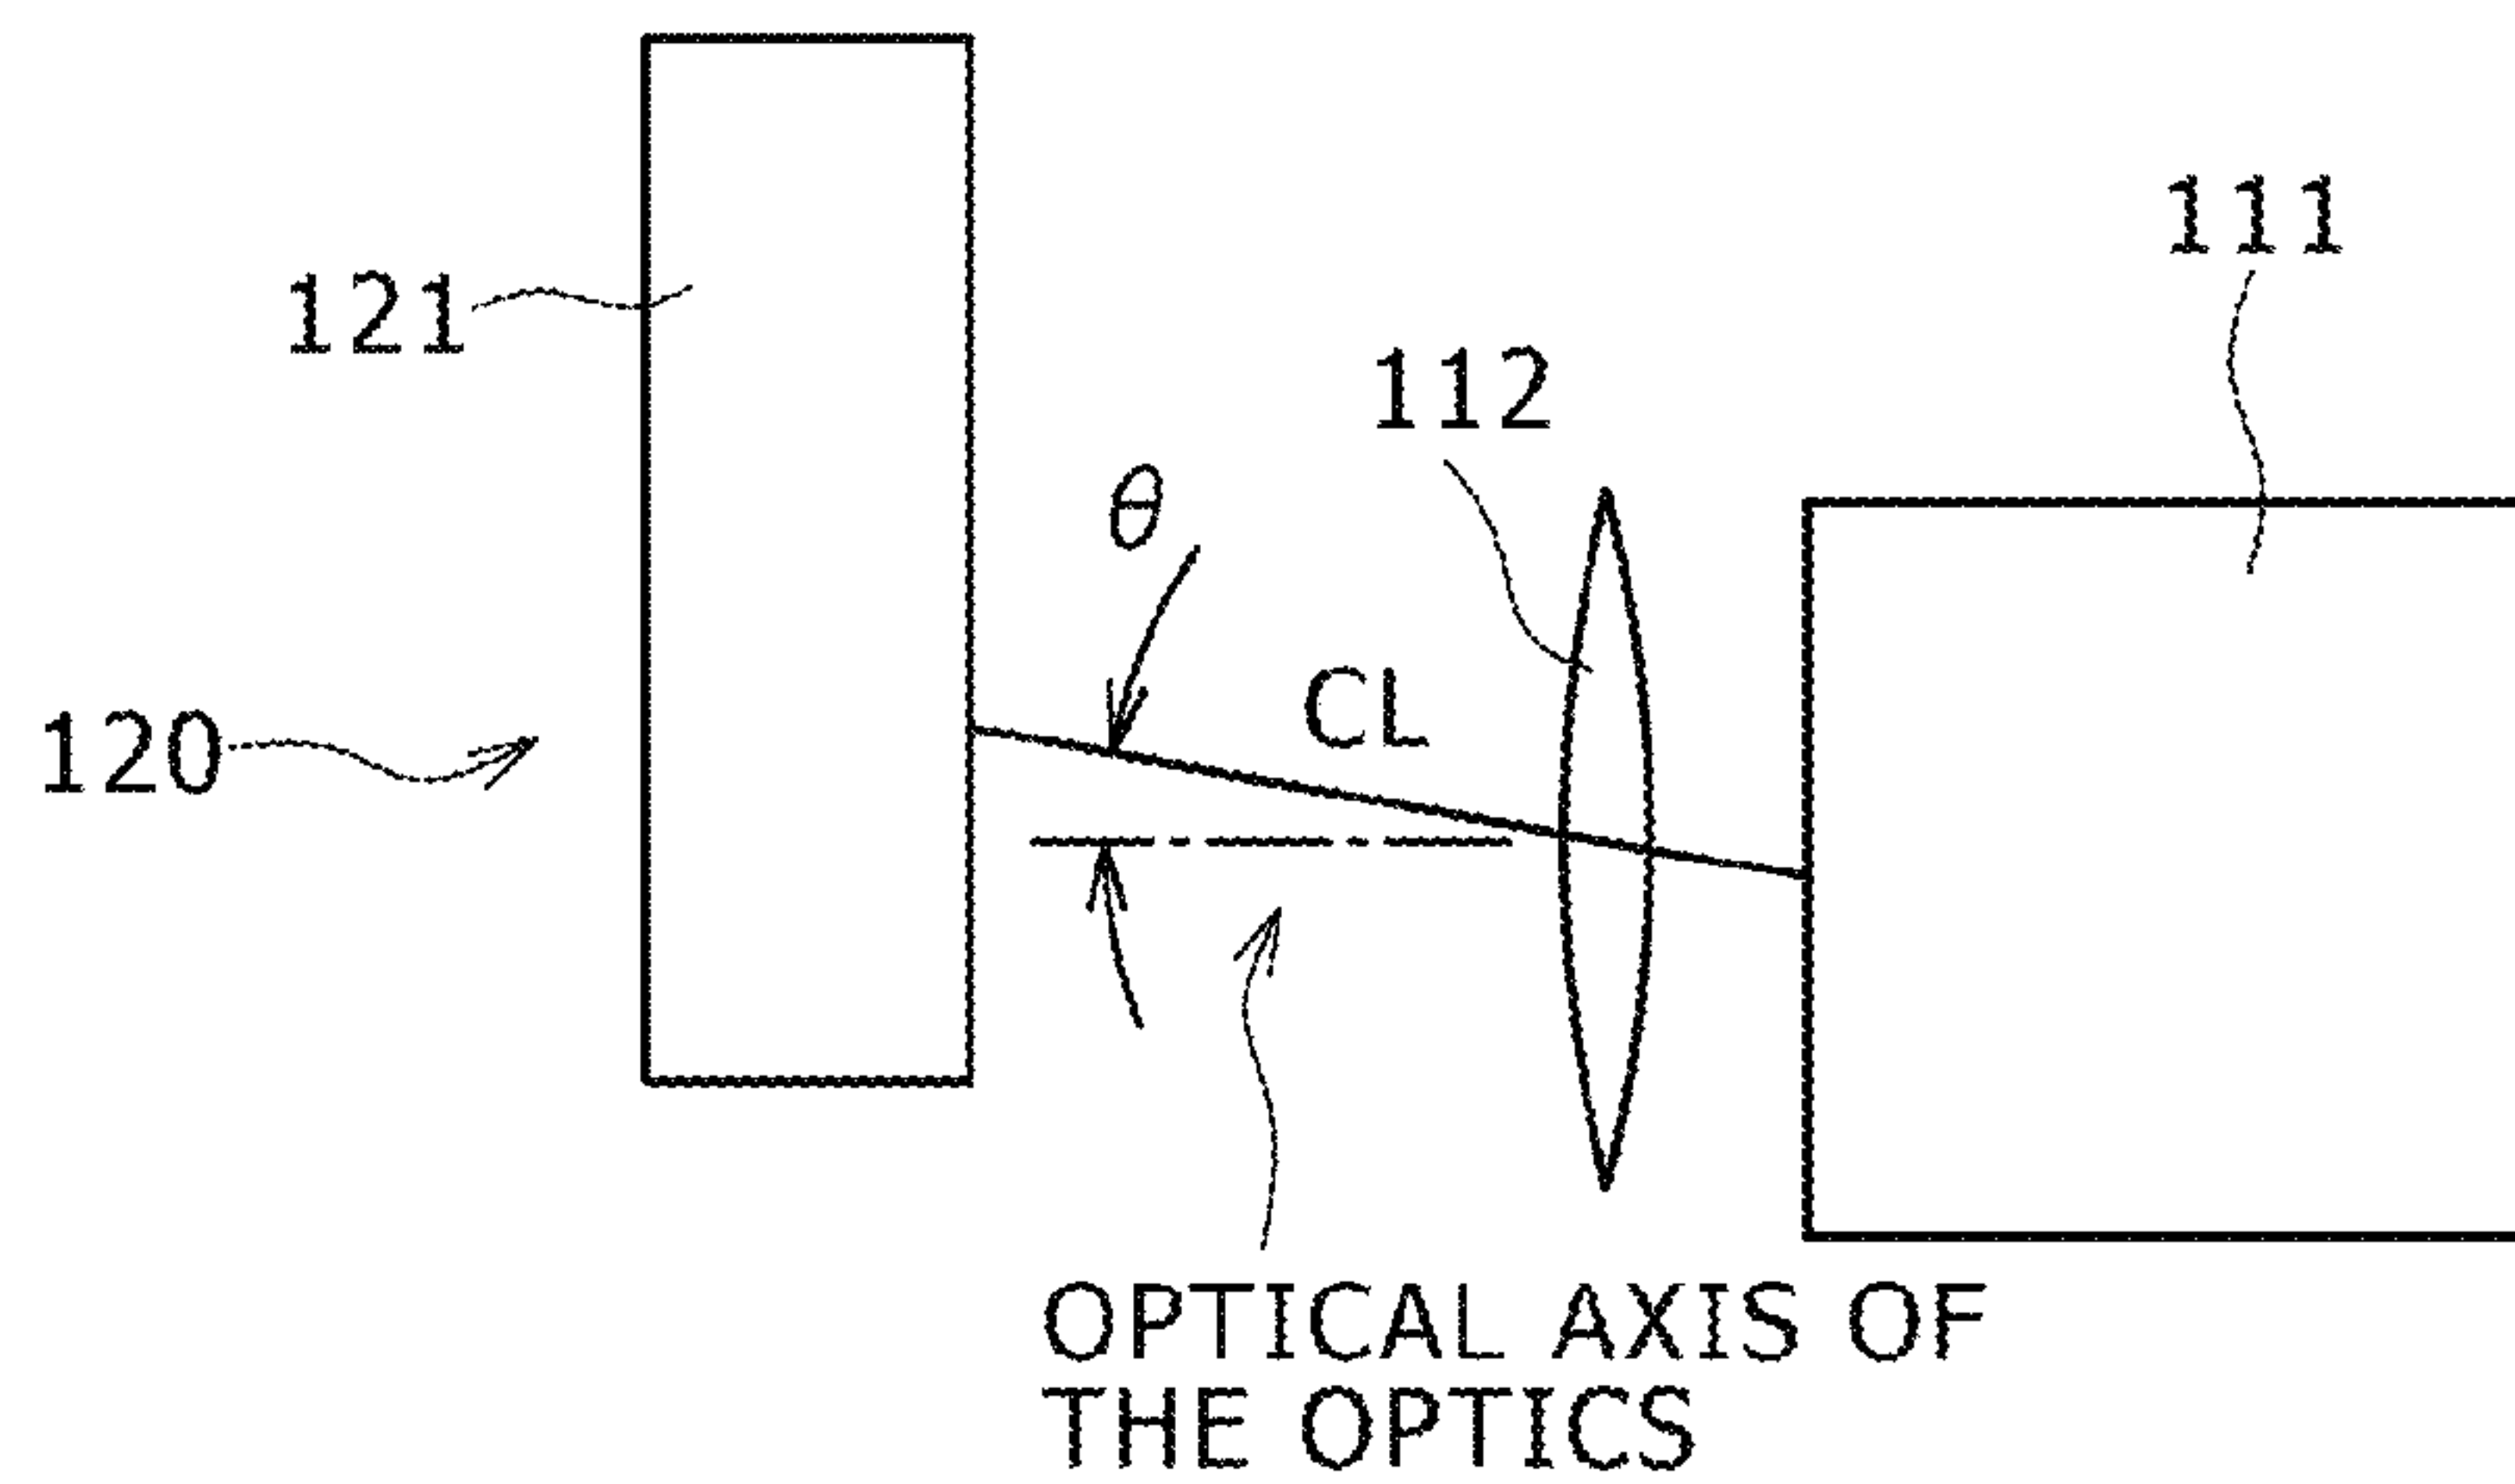 111
121
112
θ
CL
120
OPTICAL AXIS OF
THE OPTICS